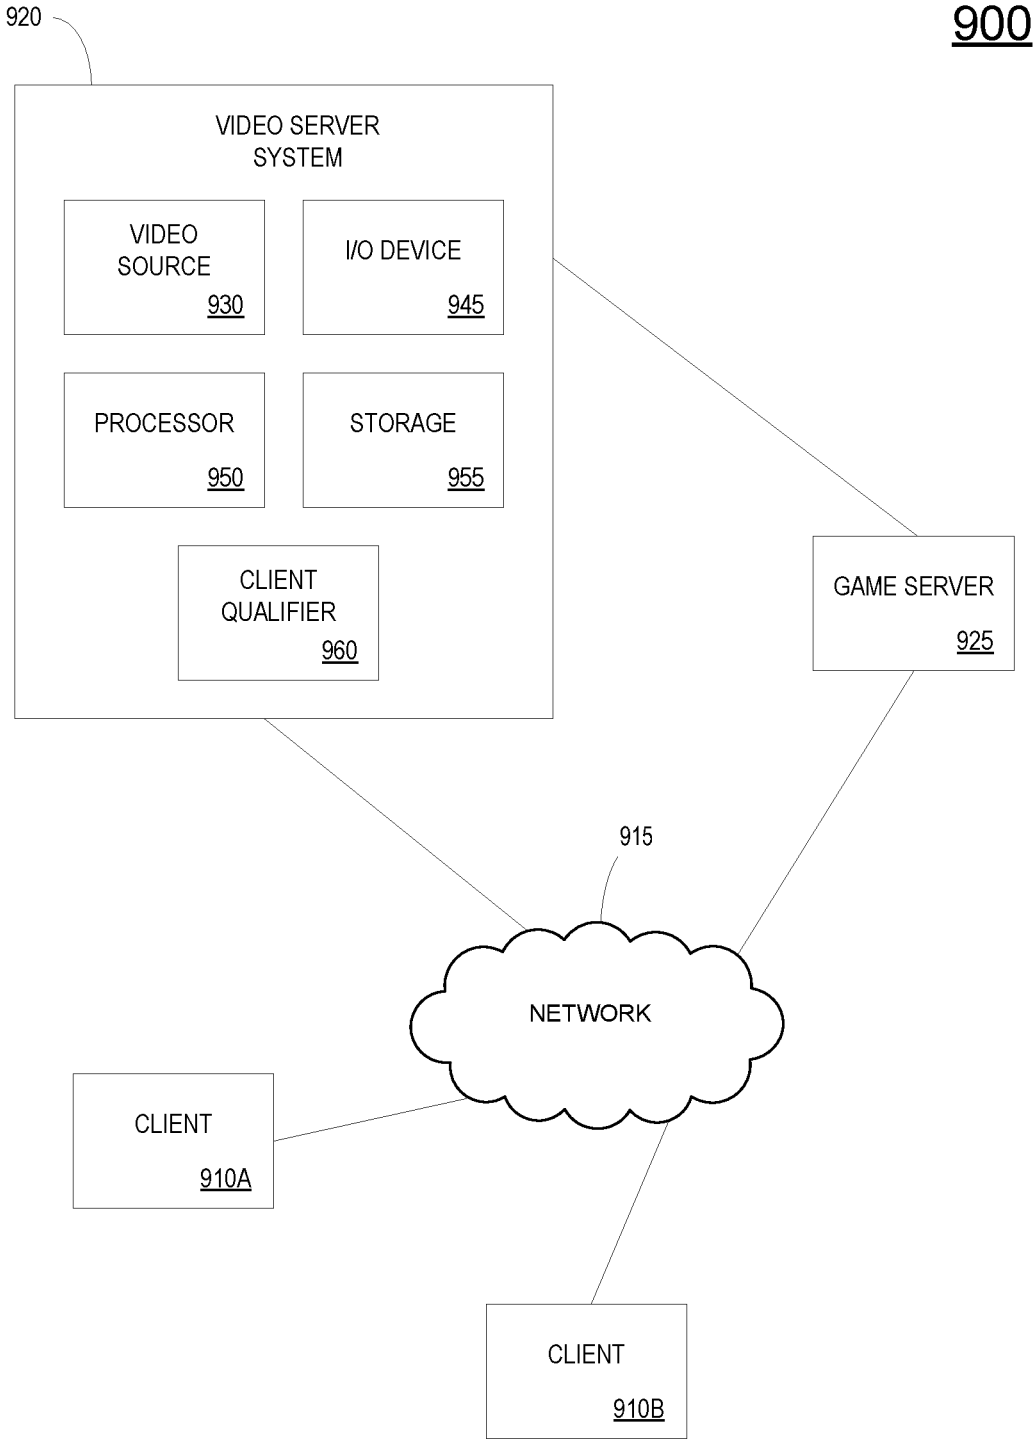 920
900
VIDEO SERVER
SYSTEM
VIDEO
SOURCE
930
I/O DEVICE
945
PROCESSOR
950
STORAGE
955
CLIENT
QUALIFIER
960
GAME SERVER
925
915
NETWORK
CLIENT
910A
CLIENT
910B